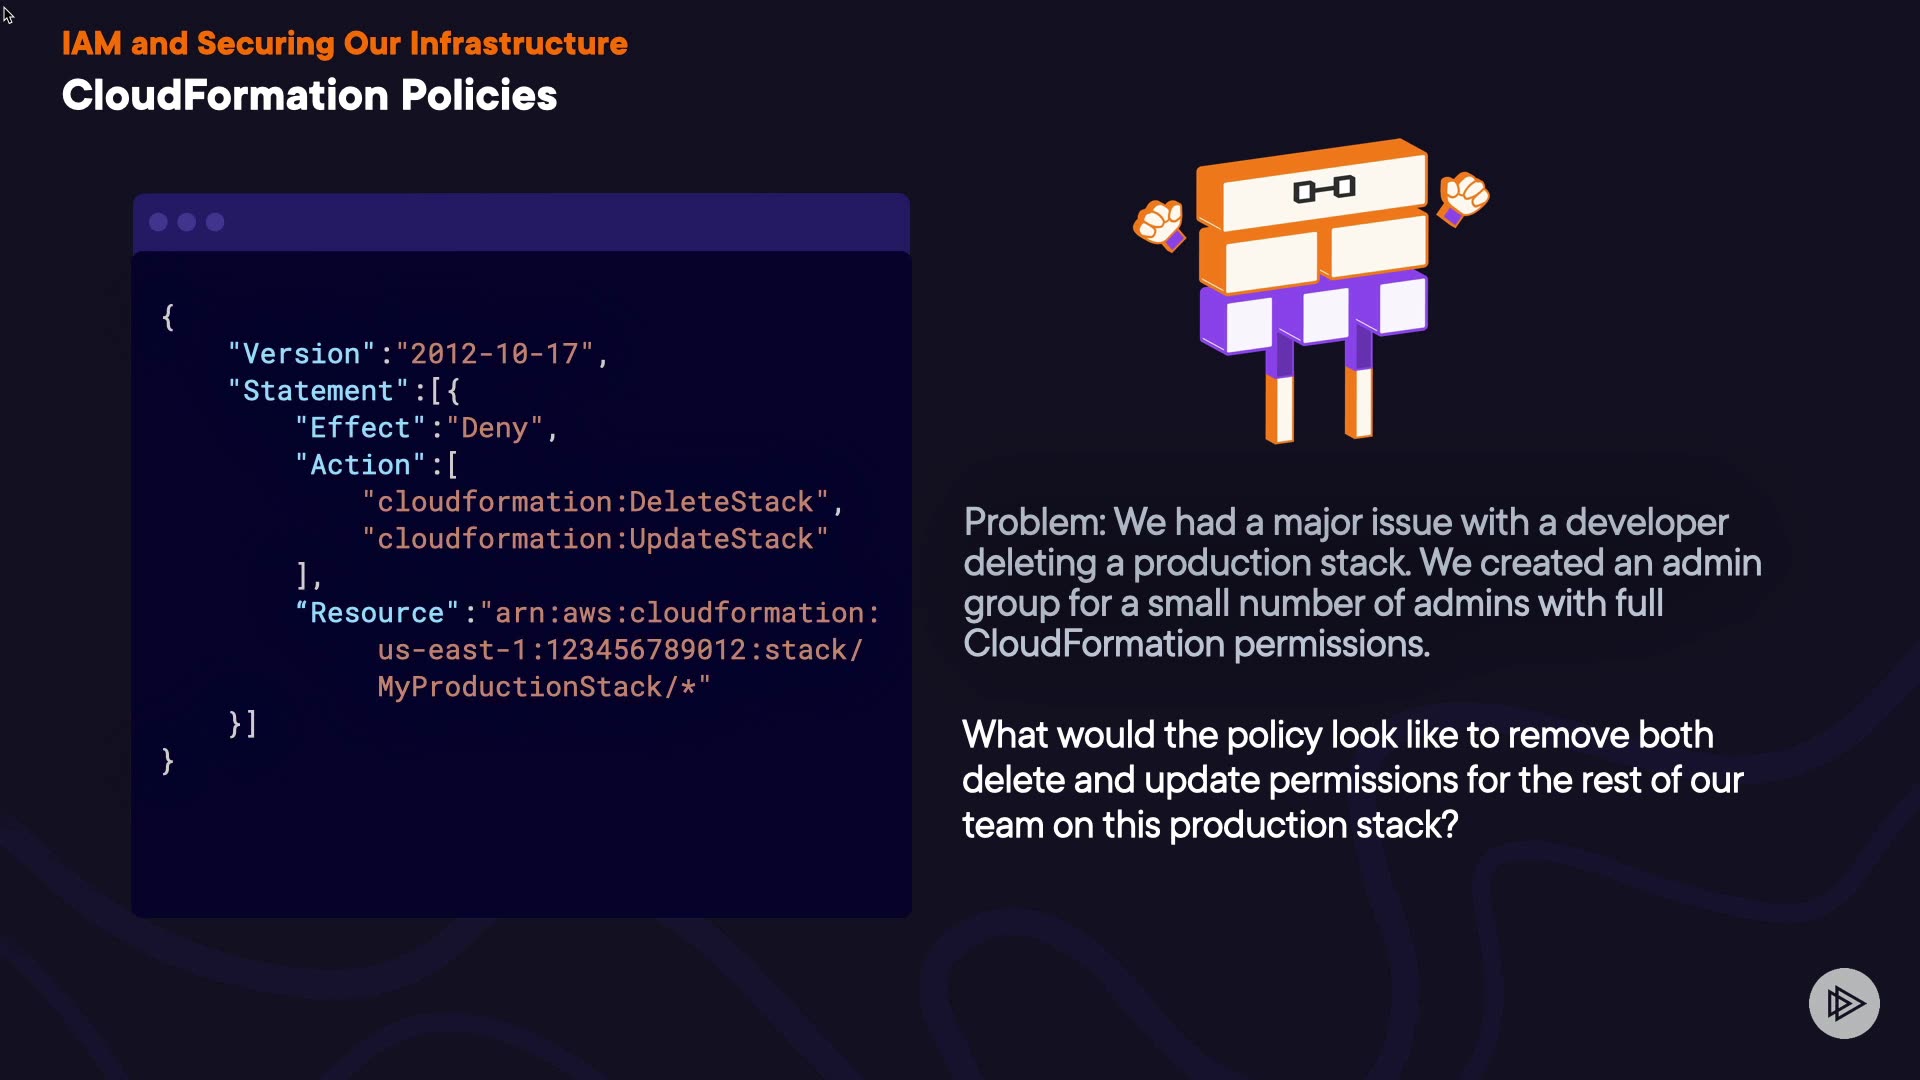 IAM and Securing Our Infrastructure
CloudFormation Policies
{
"Version":"2012-10-17",
"Statement":[{
"Effect":"Deny",
"Action":[
"cloudformation:DeleteStack",
"cloudformation:UpdateStack"
],
“Resource":"arn:aws:cloudformation:
us-east-1:123456789012:stack/
MyProductionStack/*"
}]
}
Problem: We had a major issue with a developer
deleting a production stack. We created an admin
group for a small number of admins with full
CloudFormation permissions.
What would the policy look like to remove both
delete and update permissions for the rest of our
team on this production stack?